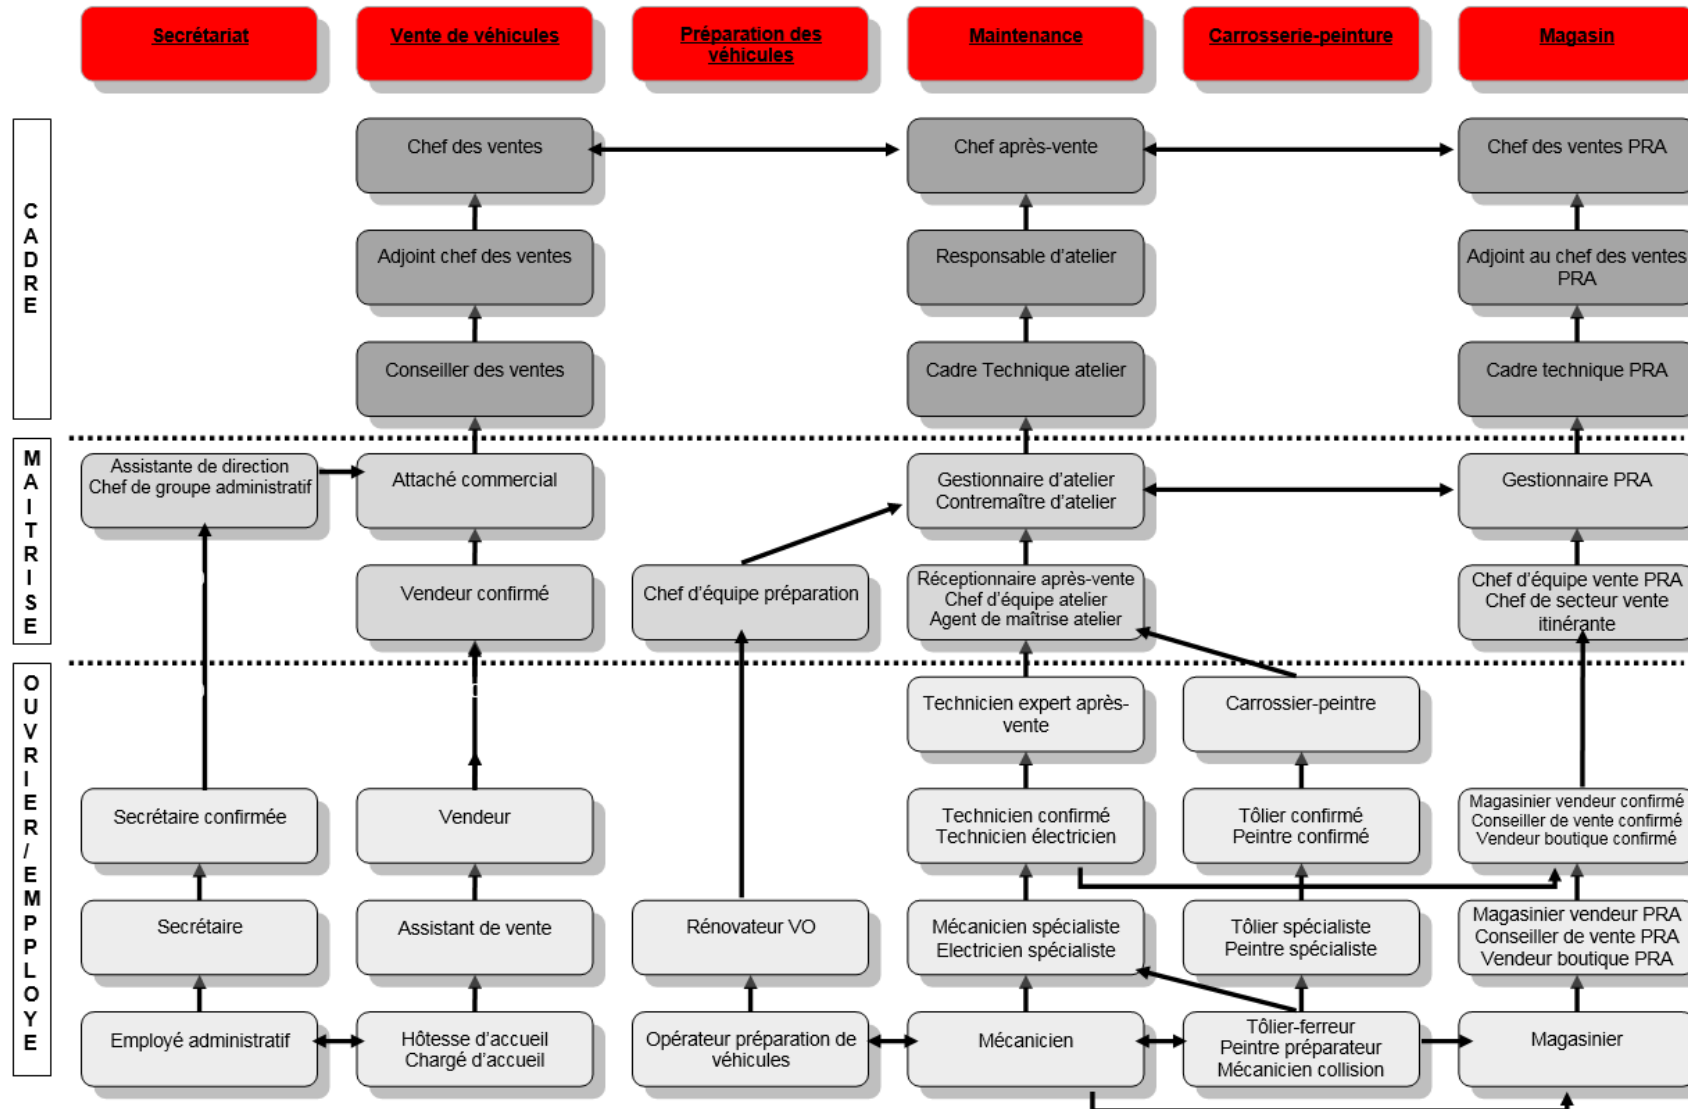 Secrétariat
Vente de véhicules
Préparation des
véhicules
Maintenance
Carrosserie-peinture
Magasin
C
A
D
R
E
Chef des ventes
Chef après-vente
Chef des ventes PRA
Adjoint chef des ventes
Responsable d'atelier
Adjoint au chef des ventes
PRA
Conseiller des ventes
Cadre Technique atelier
Cadre technique PRA
M
A
I
T
R
I
S
E
Assistante de direction
Chef de groupe administratif
Attaché commercial
Gestionnaire d'atelier
Contremaître d'atelier
Gestionnaire PRA
Vendeur confirmé
Chef d'équipe préparation
Réceptionnaire après-vente
Chef d'équipe atelier
Agent de maîtrise atelier
Chef d'équipe vente PRA
Chef de secteur vente
itinérante
O
U
V
R
I
E
R
/
E
M
P
P
L
O
Y
E
Technicien expert après-
vente
Carrossier-peintre
Secrétaire confirmée
Vendeur
Technicien confirmé
Technicien électricien
Tôlier confirmé
Peintre confirmé
Magasinier vendeur confirmé
Conseiller de vente confirmé
Vendeur boutique confirmé
Secrétaire
Assistant de vente
Rénovateur VO
Mécanicien spécialiste
Electricien spécialiste
Tôlier spécialiste
Peintre spécialiste
Magasinier vendeur PRA
Conseiller de vente PRA
Vendeur boutique PRA
Employé administratif
Hôtesse d'accueil
Chargé d'accueil
Opérateur préparation de
véhicules
Mécanicien
Tôlier-ferreur
Peintre préparateur
Mécanicien collision
Magasinier